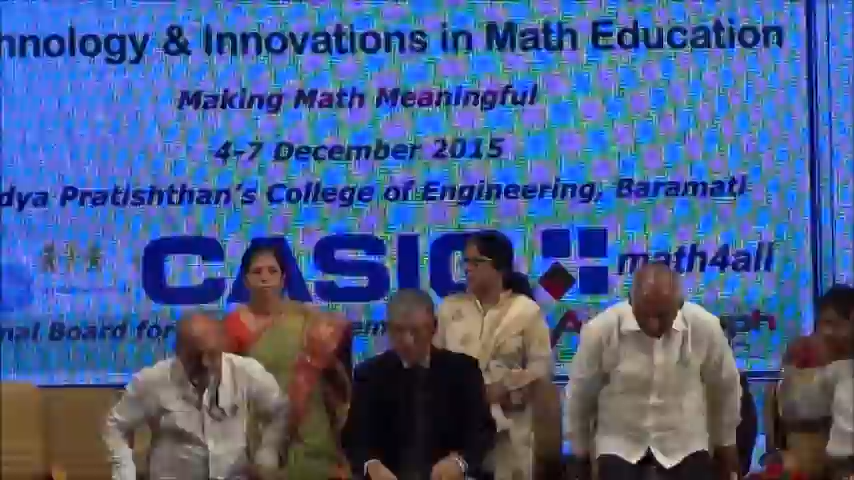 hnology & Innovations in Math Education
Making Math Meaningful
4-7 December 2015
dya Pratishthan's College of Engineering, Baramati
CASIO
math4all
nal Board for